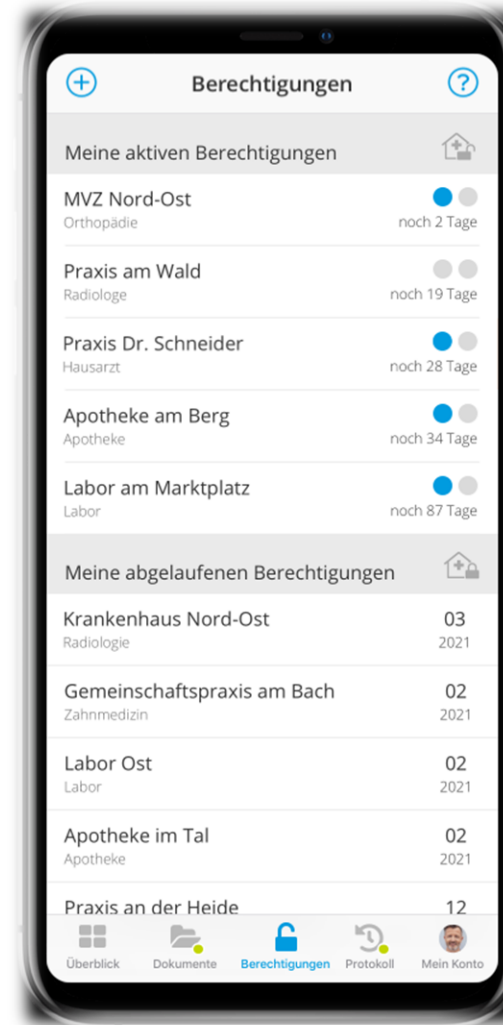 Berechtigungen
?
Meine aktiven Berechtigungen
MVZ Nord-Ost
Orthopädie
noch 2 Tage
Praxis am Wald
Radiologe
noch 19 Tage
Praxis Dr. Schneider
Hausarzt
noch 28 Tage
Apotheke am Berg
Apotheke
noch 34 Tage
Labor am Marktplatz
Labor
noch 87 Tage
Meine abgelaufenen Berechtigungen
Krankenhaus Nord-Ost
03
Radiologie
2021
Gemeinschaftspraxis am Bach
02
Zahnmedizin
2021
Labor Ost
02
Labor
2021
Apotheke im Tal
02
Apotheke
2021
Praxis an der Heide
12
Überblick
Dokumente
Berechtigungen
Protokoll
Mein Konto